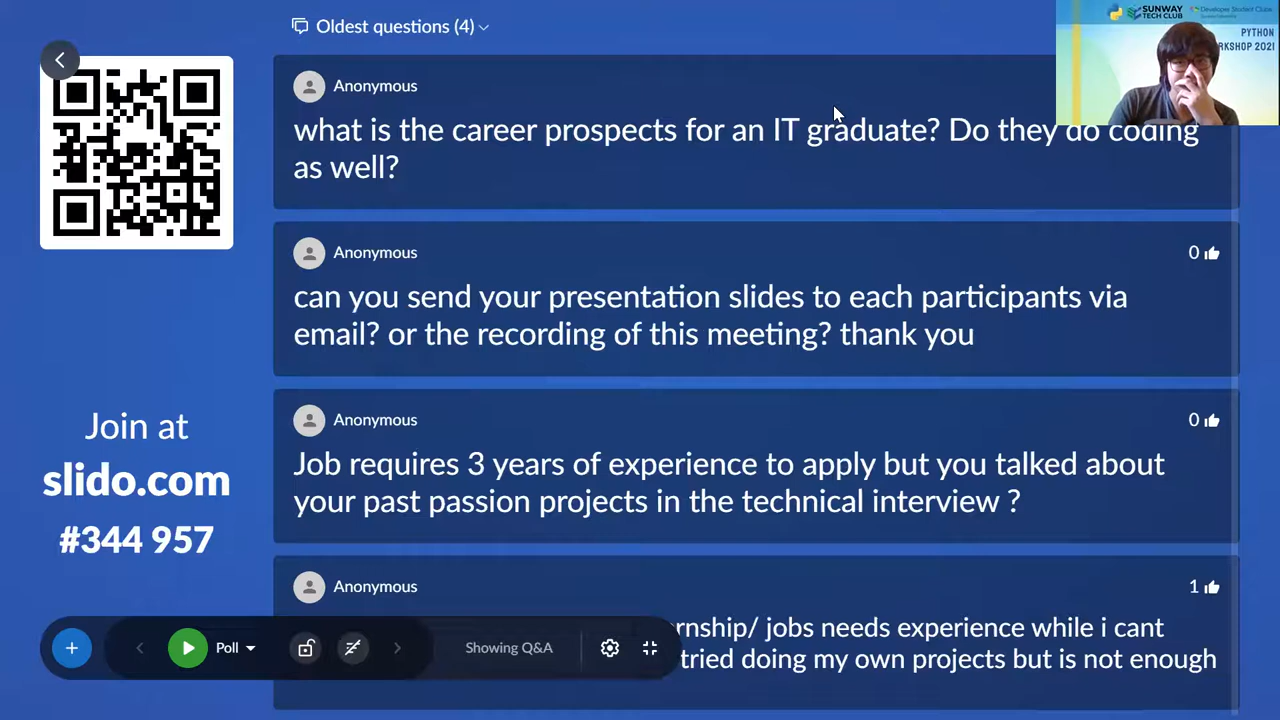 Oldest questions (4)
SUNWAY
TECH CLUB
Developer Student Clubs
PYTHON
RKSHOP 2021
Anonymous
what is the career prospects for an IT graduate? Do they do coding
as well?
Anonymous
0
can you send your presentation slides to each participants via
email? or the recording of this meeting? thank you
Anonymous
0
Job requires 3 years of experience to apply but you talked about
your past passion projects in the technical interview ?
Join at
slido.com
#344 957
Anonymous
1
rnship/ jobs needs experience while i cant
tried doing my own projects but is not enough
Poll
Showing Q&A